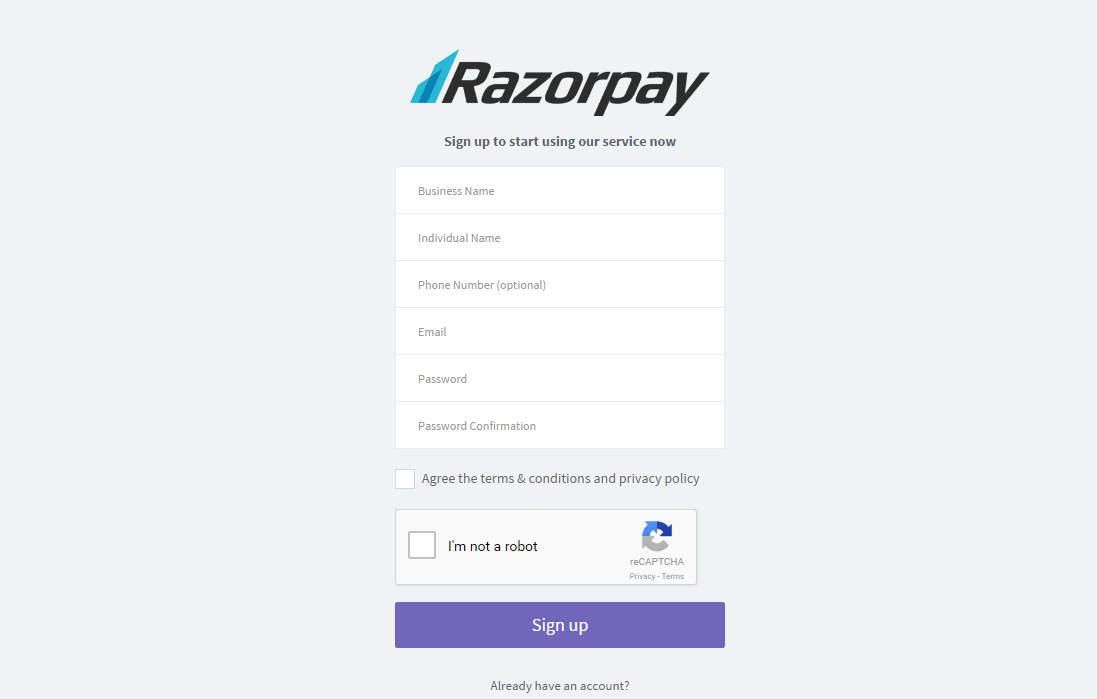 Razorpay
Sign up to start using our service now
Business Name
Individual Name
Phone Number (optional)
Email
Password
Password Confirmation
Agree the terms & conditions and privacy policy
I'm not a robot
reCAPTCHA
Privacy - Terms
Sign up
Already have an account?